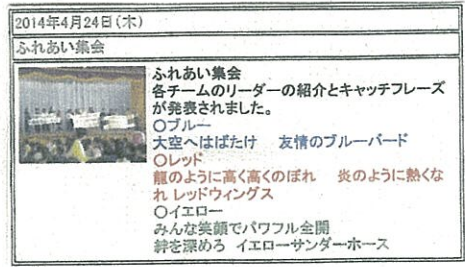 2014年4月24日(木)
ふれあい集会
ふれあい集会
各チームのリーダーの紹介とキャッチフレーズ
が発表されました。
○ブルー
大空へはばたけ　友情のブルーバード
○レッド
龍のように高く高くのぼれ　炎のように熱くな
れ レッドウィングス
○イエロー
みんな笑顔でパワフル全開
絆を深めろ イエローサンダーホース